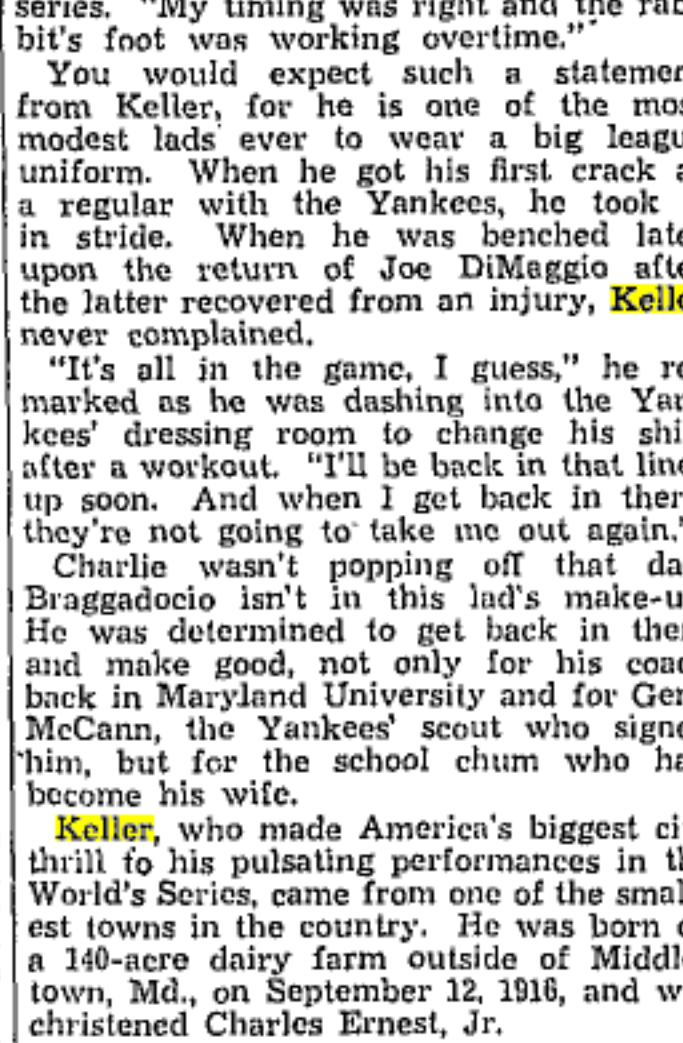 series. "My timing was right and the rab
bit's foot was working overtime."
You would expect such a statemen
from Keller, for he is one of the mos
modest lads ever to wear a big leagu
uniform. When he got his first crack a
a regular with the Yankees, he took
in stride. When he was benched late
upon the return of Joe DiMaggio afte
the latter recovered from an injury, Kelle
never complained.
"It's all in the game, I guess," he re
marked as he was dashing into the Yan
kees' dressing room to change his shi
after a workout. "I'll be back in that line
up soon. And when I get back in ther
they're not going to take me out again."
Charlie wasn't popping off that da
Braggadocio isn't in this lad's make-u
He was determined to get back in the
and make good, not only for his coac
back in Maryland University and for Gen
McCann, the Yankees' scout who signe
him, but for the school chum who ha
become his wife.
Keller, who made America's biggest ci
thrill to his pulsating performances in th
World's Series, came from one of the smal
est towns in the country. He was born o
a 140-acre dairy farm outside of Middl
town, Md., on September 12, 1916, and w
christened Charles Ernest, Jr.